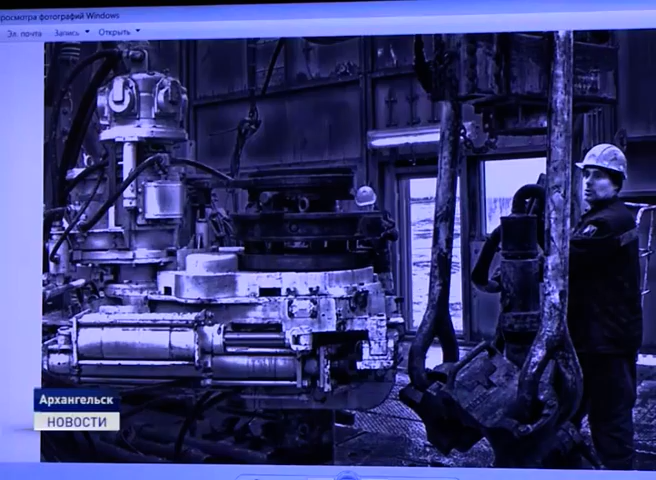 просмотра фотографий Windows
Эл. почта Запись Открыть
Архангельск
НОВОСТИ